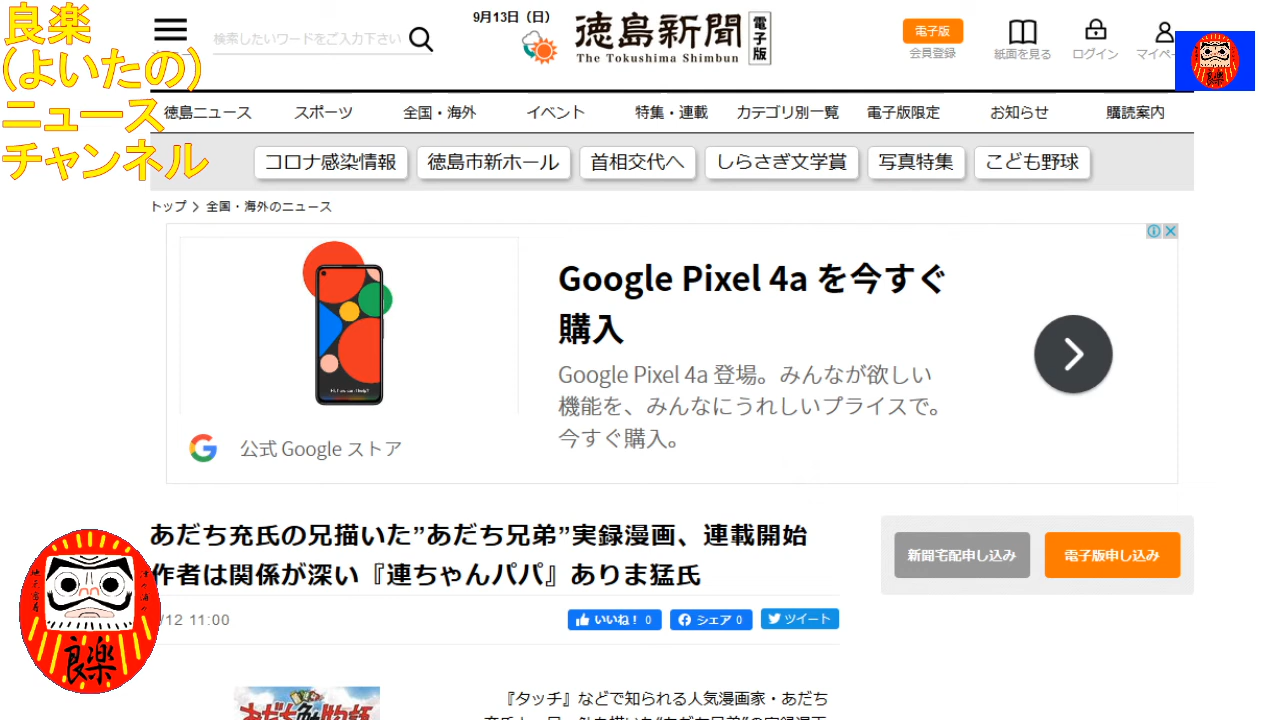 良楽
(よいたの)
ニュース
チャンネル
検索したいワードをご入力下さい
9月13日（日）
徳島新聞
The Tokushima Shimbun
電子版
電子版
会員登録
紙面を見る
ログイン
マイペー
良楽
徳島ニュース
スポーツ
全国・海外
イベント
特集・連載
カテゴリ別一覧
電子版限定
お知らせ
購読案内
コロナ感染情報
徳島市新ホール
首相交代へ
しらさぎ文学賞
写真特集
こども野球
トップ > 全国・海外のニュース
Google Pixel 4a を今すぐ
購入
Google Pixel 4a 登場。みんなが欲しい
機能を、みんなにうれしいプライスで。
今すぐ購入。
公式 Google ストア
あだち充氏の兄描いた”あだち兄弟”実録漫画、連載開始
作者は関係が深い『連ちゃんパパ』ありま猛氏
/12 11:00
いいね！ 0
シェア 0
ツイート
新聞宅配申し込み
電子版申し込み
良楽
『タッチ』などで知られる人気漫画家・あだち